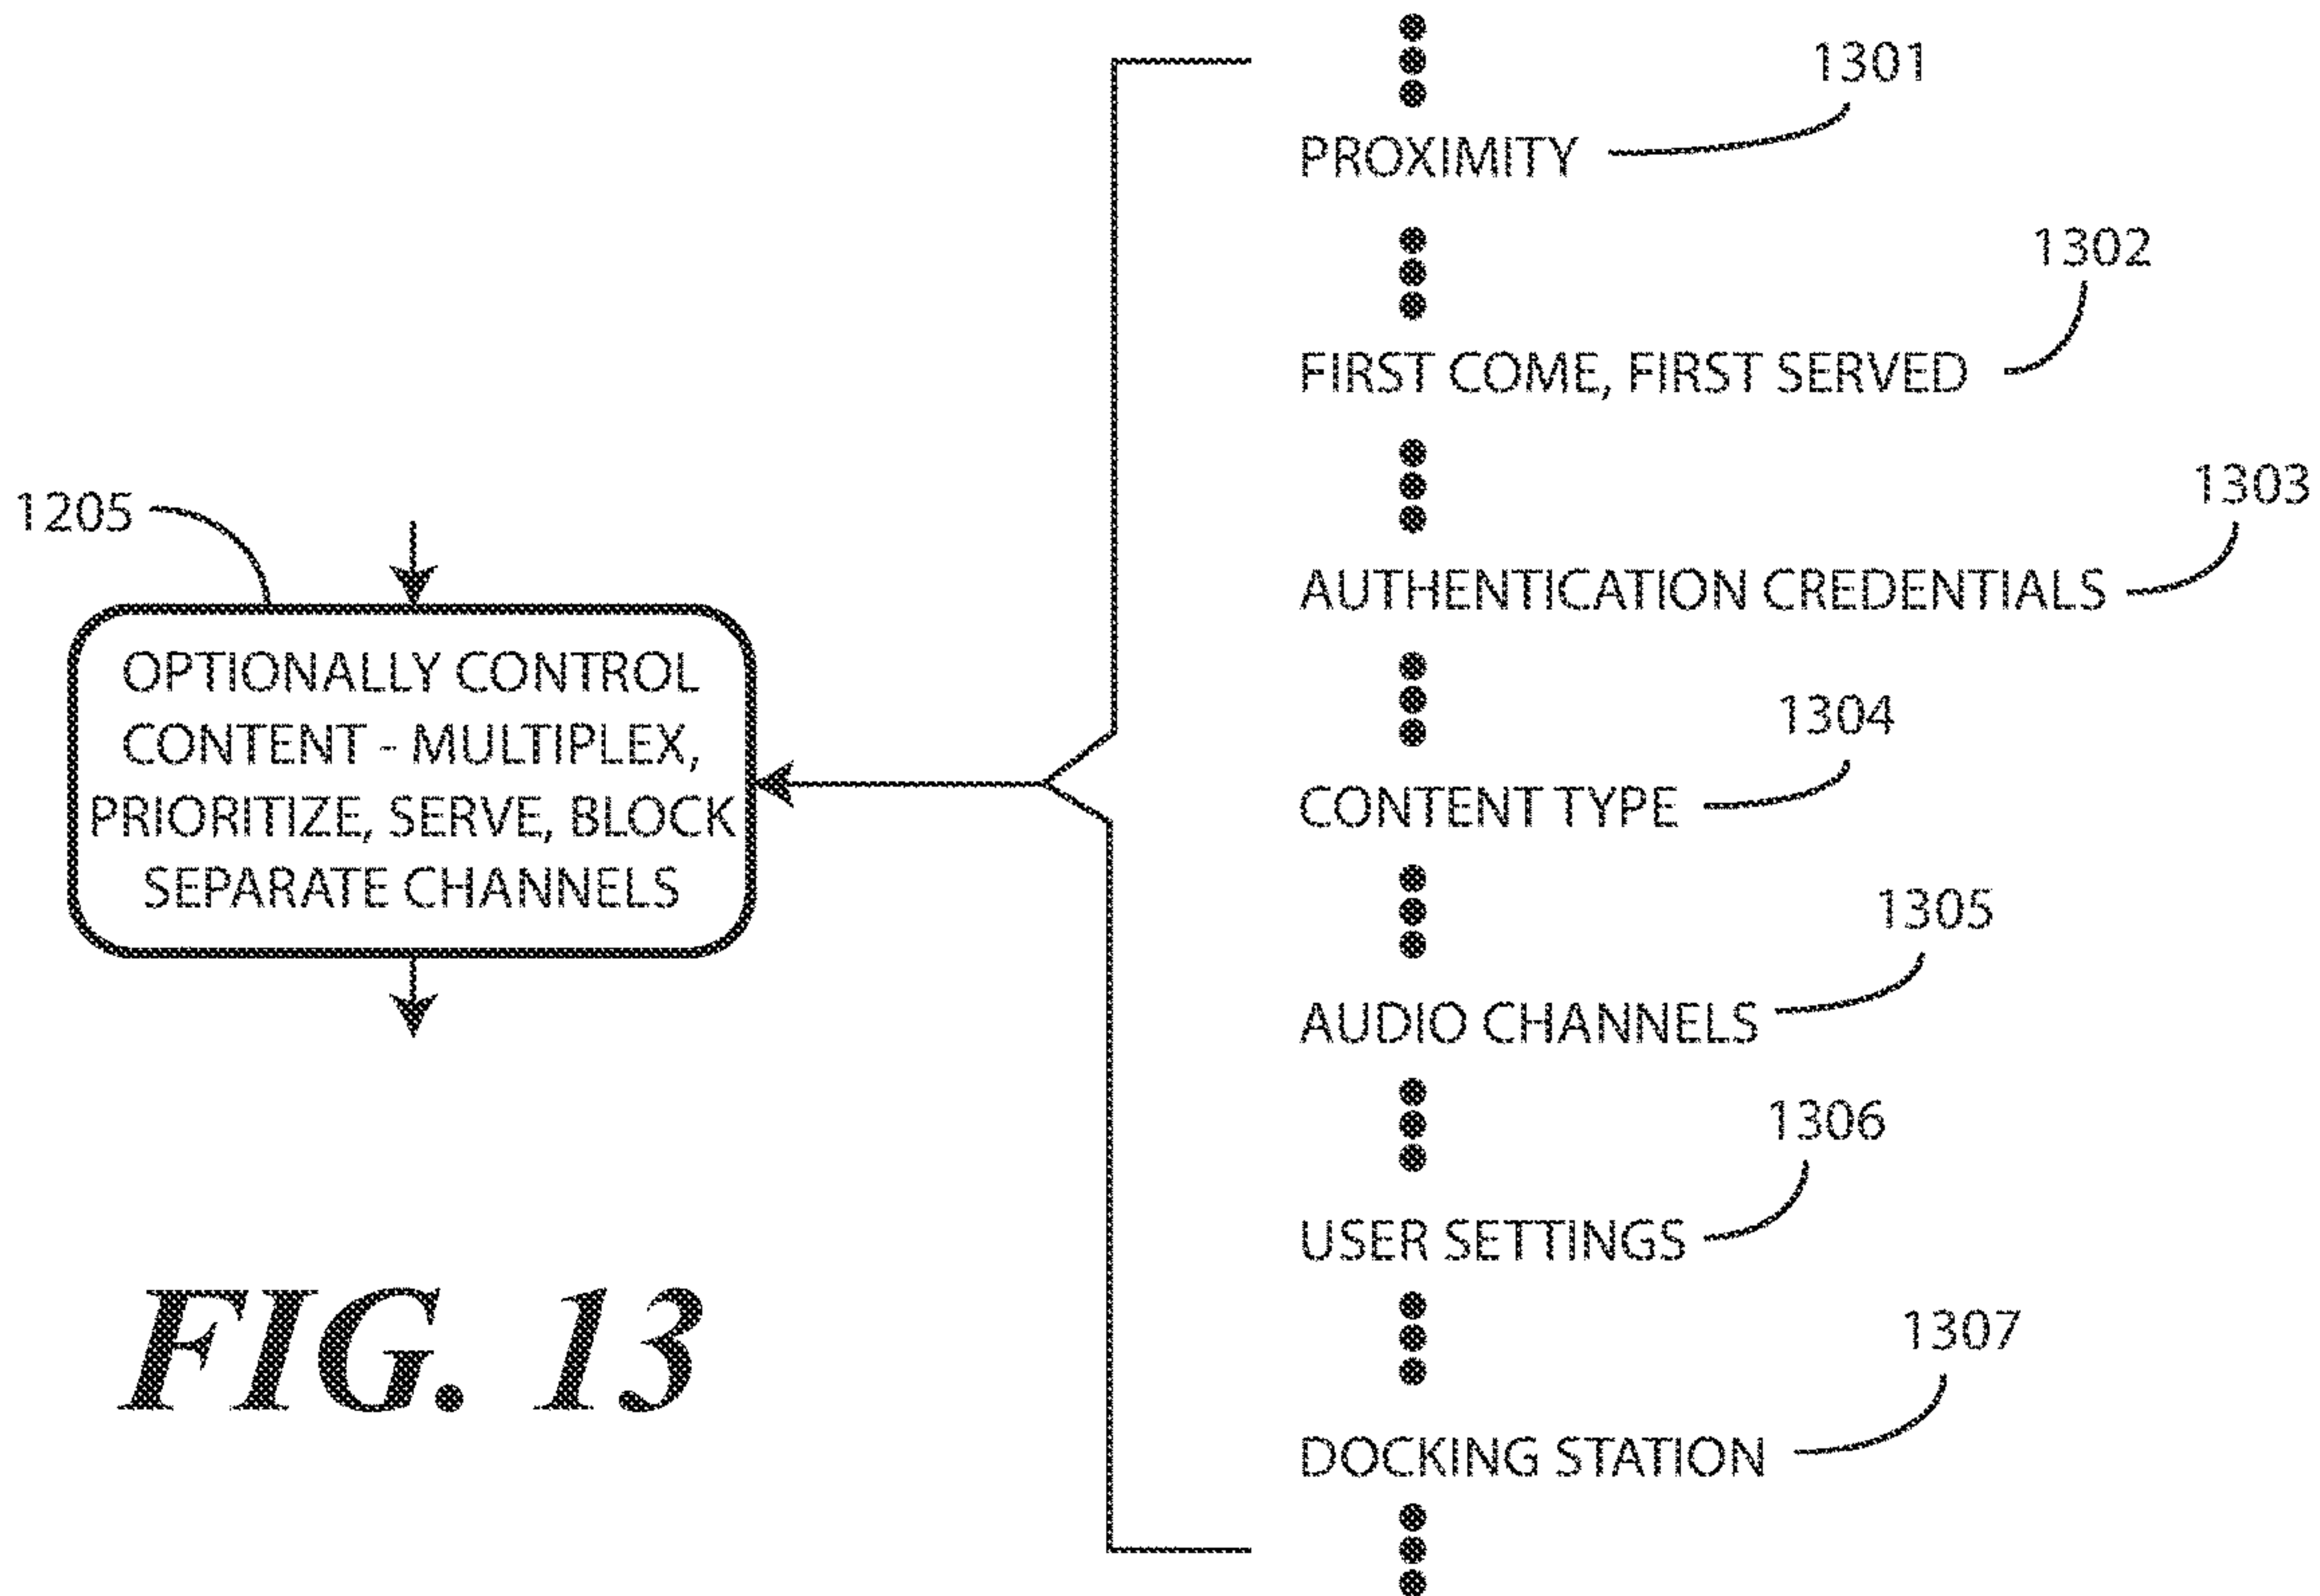 1301
PROXIMITY
1302
FIRST COME, FIRST SERVED
1303
AUTHENTICATION CREDENTIALS
1205
OPTIONALLY CONTROL
CONTENT - MULTIPLEX,
PRIORITIZE, SERVE, BLOCK
SEPARATE CHANNELS
1304
CONTENT TYPE
1305
AUDIO CHANNELS
1306
USER SETTINGS
1307
DOCKING STATION
FIG. 13